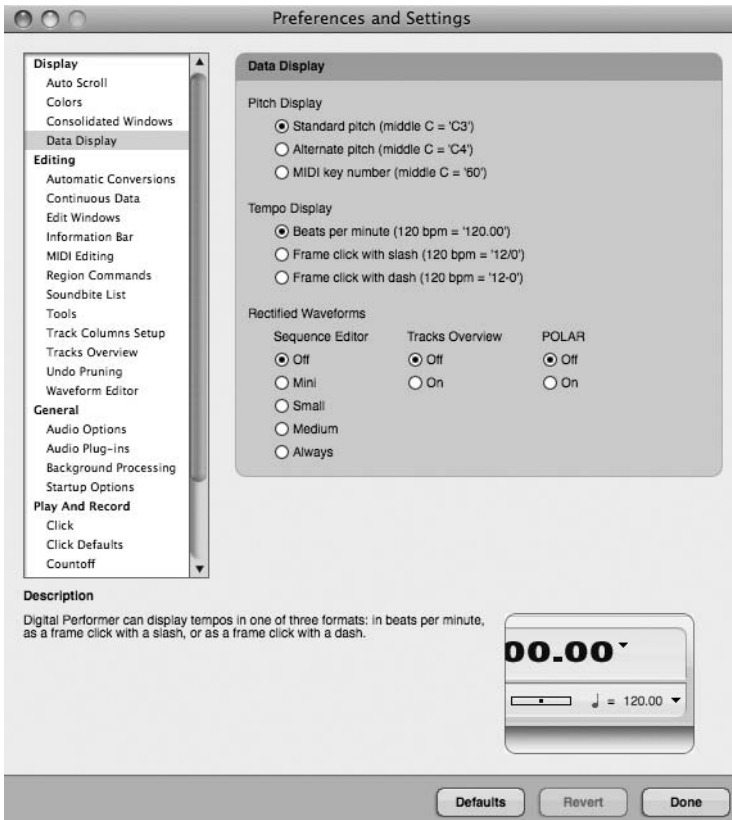 Preferences and Settings
Display
Auto Scroll
Colors
Consolidated Windows
Data Display
Editing
Automatic Conversions
Continuous Data
Edit Windows
Information Bar
MIDI Editing
Region Commands
Soundbite List
Tools
Track Columns Setup
Tracks Overview
Undo Pruning
Waveform Editor
General
Audio Options
Audio Plug-ins
Background Processing
Startup Options
Play And Record
Click
Click Defaults
Countoff
Data Display
Pitch Display
Standard pitch (middle C = 'C3')
Alternate pitch (middle C = 'C4')
MIDI key number (middle C = '60')
Tempo Display
Beats per minute (120 bpm = '120.00')
Frame click with slash (120 bpm = '12/0')
Frame click with dash (120 bpm = '12-0')
Rectified Waveforms
Sequence Editor Tracks Overview POLAR
Off Off Off
Mini On On
Small
Medium
Always
Description
Digital Performer can display tempos in one of three formats: in beats per minute,
as a frame click with a slash, or as a frame click with a dash.
00.00
♩ = 120.00
Defaults Revert Done